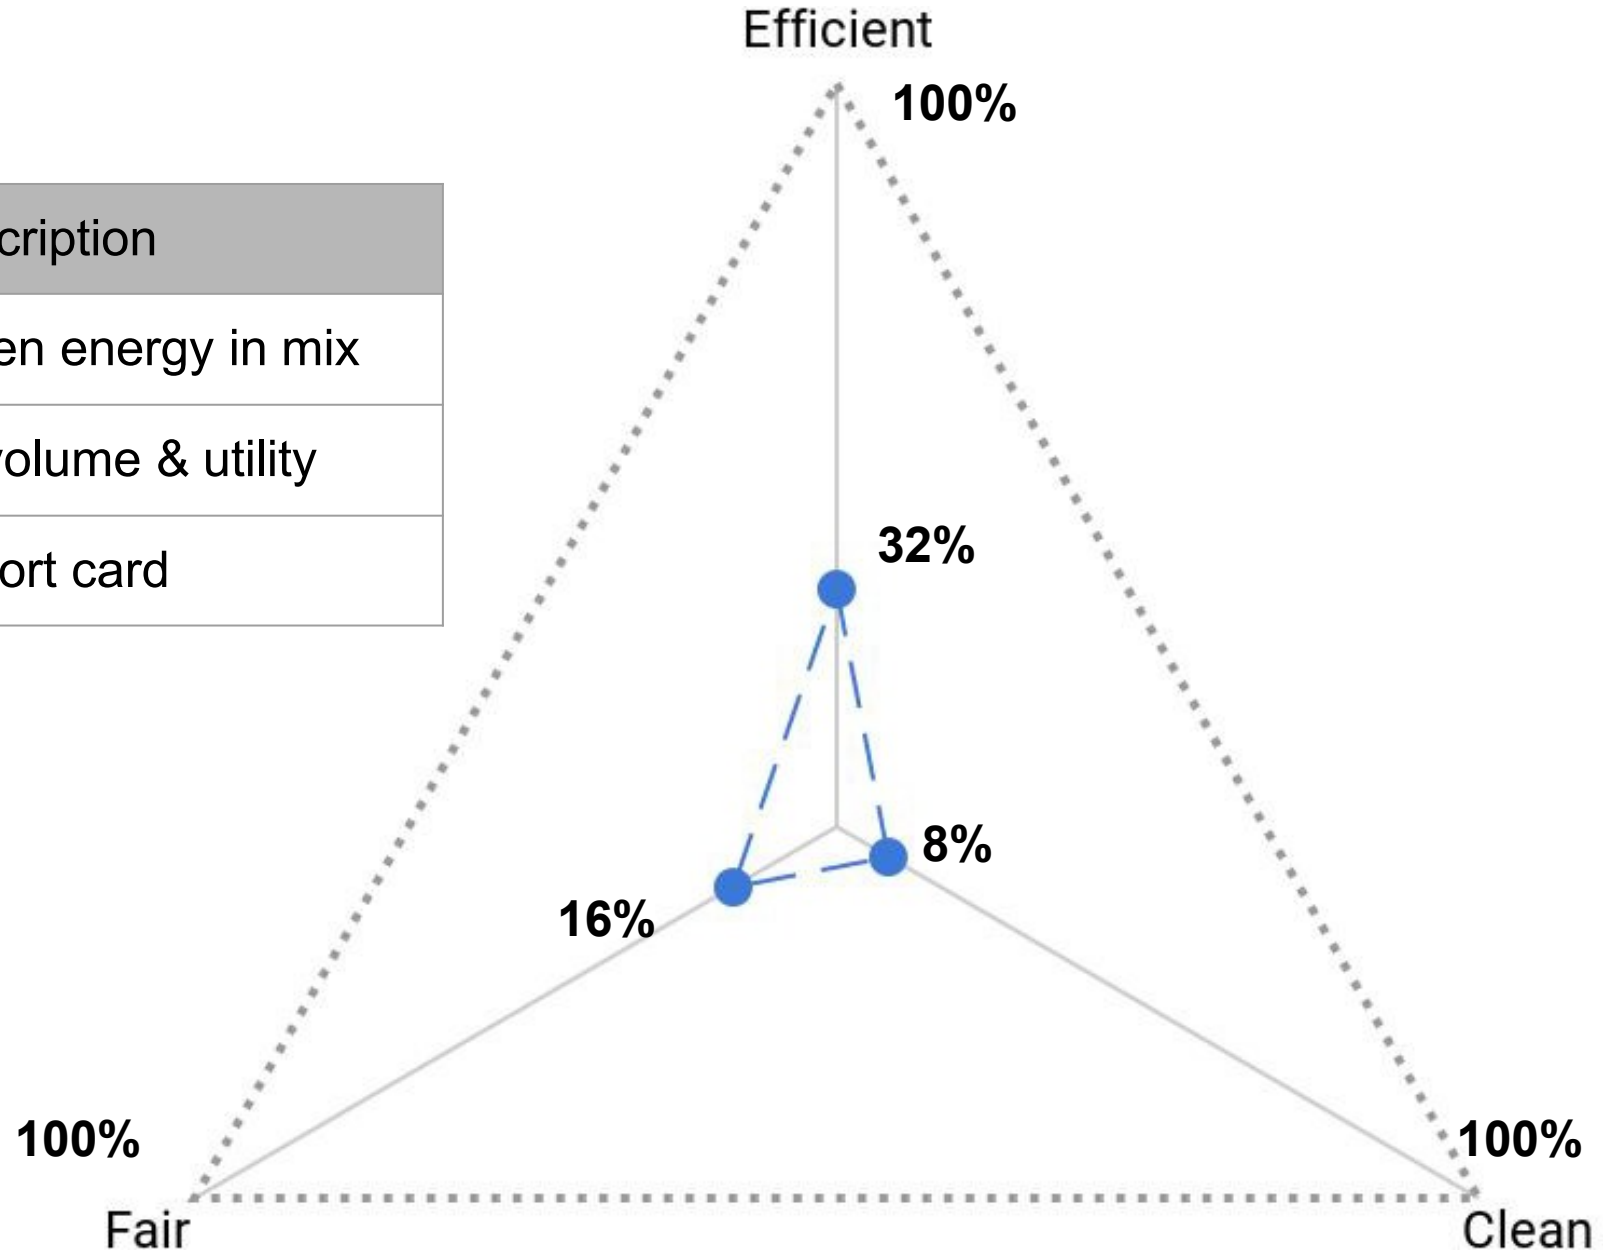 Efficient
100%
cription
en energy in mix
volume & utility
ort card
32%
8%
16%
100%
100%
Fair
Clean